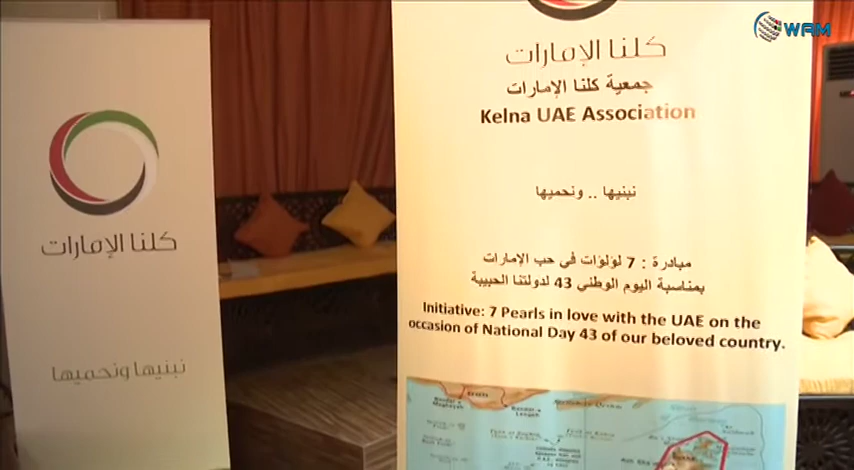 WAM
كلنا الإمارات
نبنيها ونحميها
كلنا الإمارات
جمعية كلنا الإمارات
Kelna UAE Association
نبنيها .. ونحميها
مبادرة : 7 لؤلؤات في حب الإمارات
بمناسبة اليوم الوطني 43 لدولتنا الحبيبة
Initiative: 7 Pearls in love with the UAE on the
occasion of National Day 43 of our beloved country.